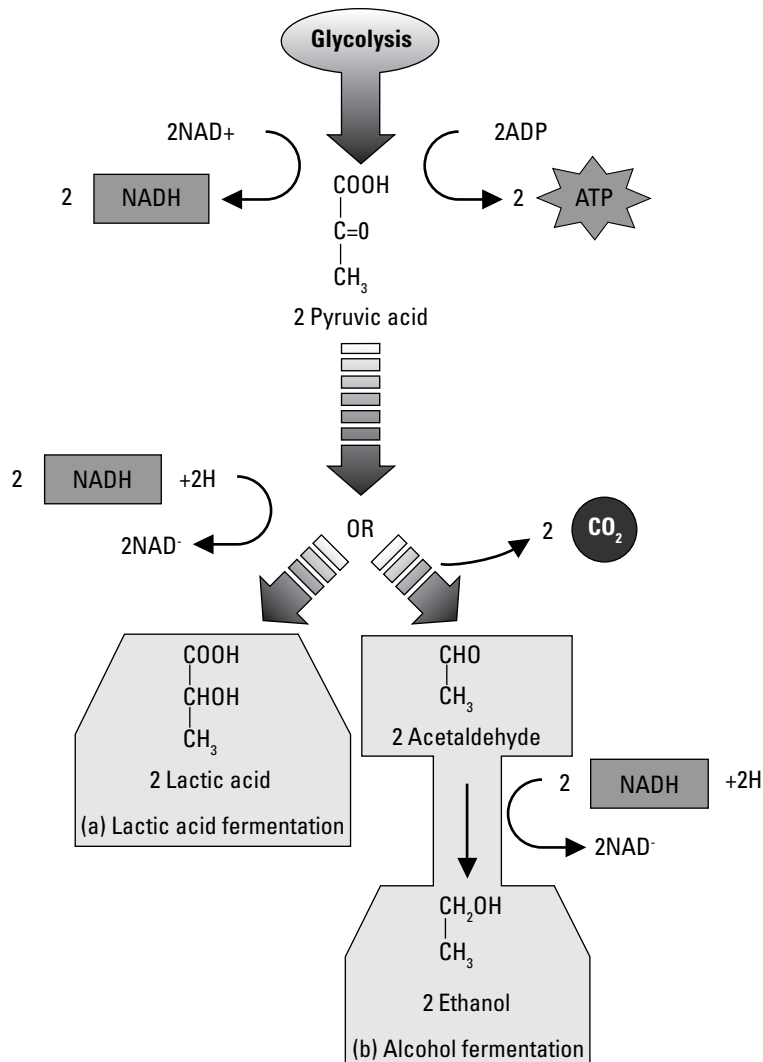 Glycolysis
2NAD+
2ADP
2 NADH
2 ATP
COOH
C=0
CH₃
2 Pyruvic acid
2 NADH +2H
2NAD⁻
OR
2 CO₂
COOH
CHOH
CH₃
2 Lactic acid
(a) Lactic acid fermentation
CHO
CH₃
2 Acetaldehyde
2 NADH +2H
2NAD⁻
CH₂OH
CH₃
2 Ethanol
(b) Alcohol fermentation